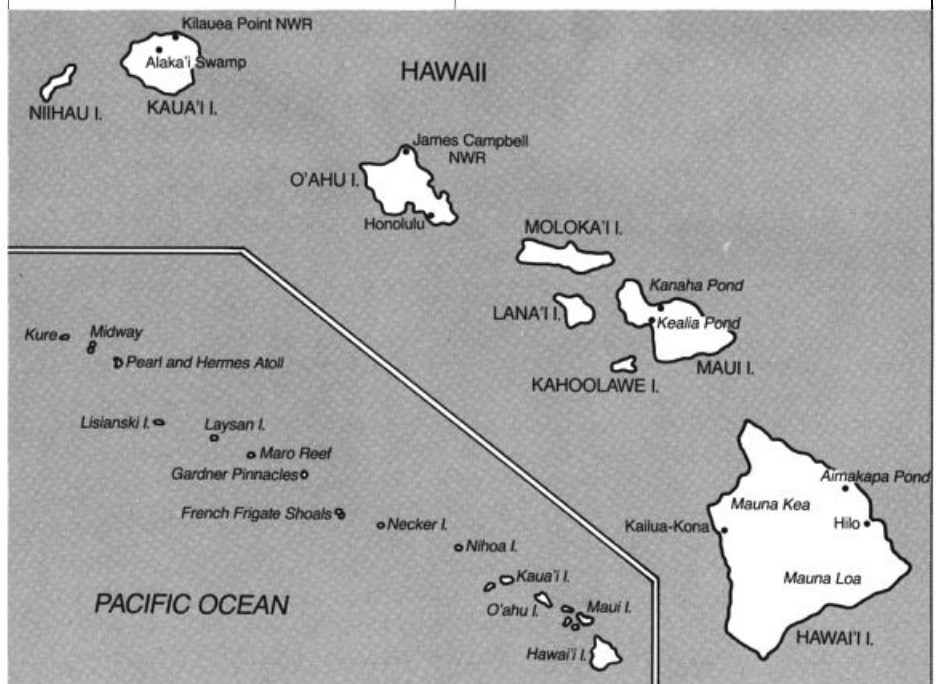 Kilauea Point NWR
Alaka'i Swamp
HAWAII
NIIHAU I.
KAUA'I I.
James Campbell
NWR
O'AHU I.
Honolulu
MOLOKA'I I.
Kanaha Pond
LANA'I I.
Kealia Pond
MAUI I.
KAHOOLAWE I.
Kure
Midway
Pearl and Hermes Atoll
Lisianski I.
Laysan I.
Maro Reef
Gardner Pinnacles
French Frigate Shoals
Necker I.
Nihoa I.
Kaua'i I.
O'ahu I.
Maui I.
Hawai'i I.
PACIFIC OCEAN
Aimakapa Pond
Mauna Kea
Kailua-Kona
Hilo
Mauna Loa
HAWAI'I I.